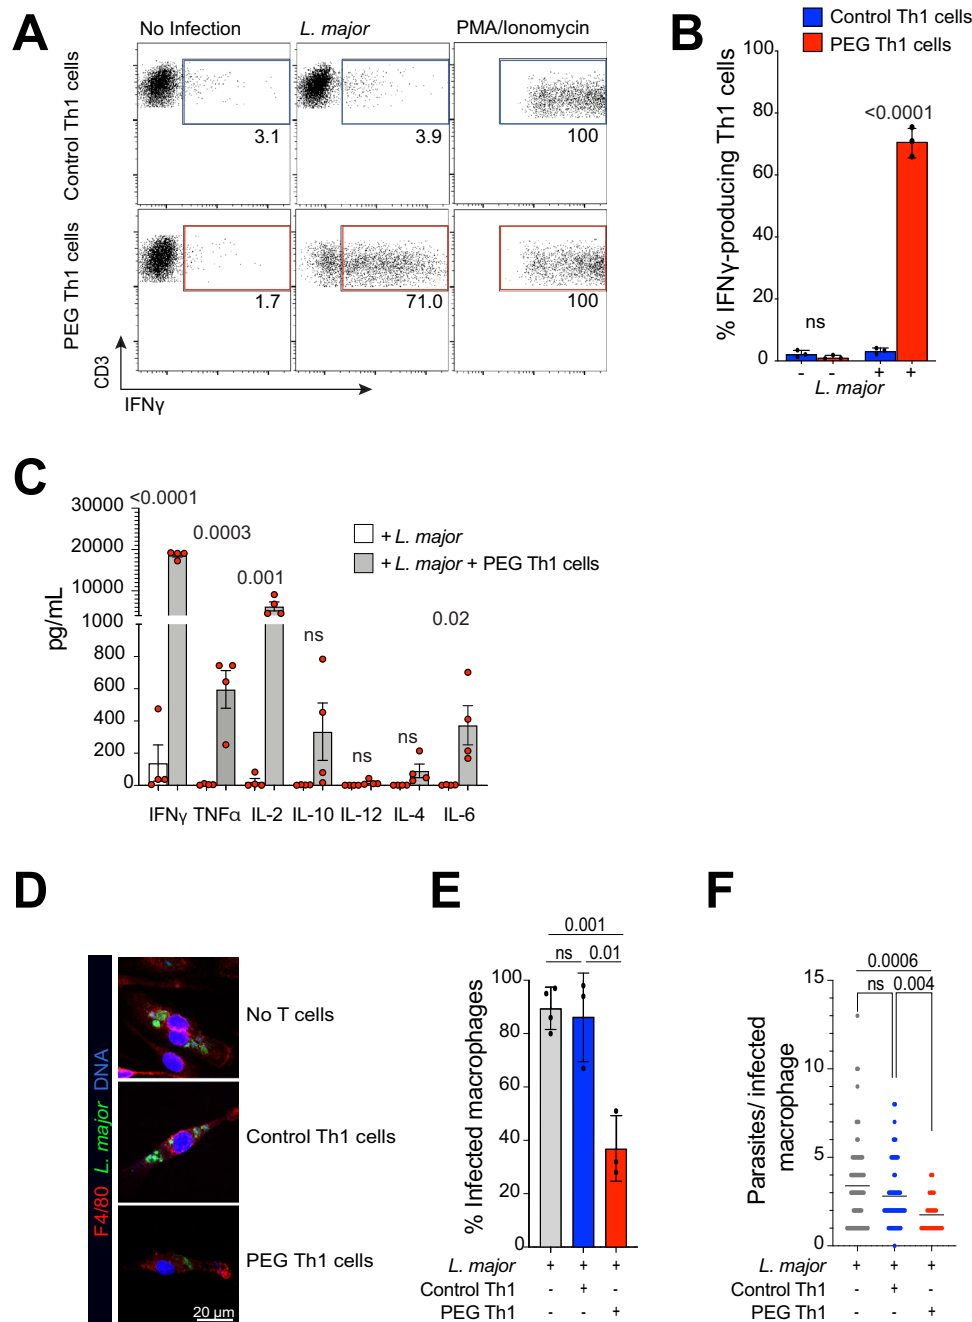 A
No Infection
L. major
PMA/Ionomycin
Control Th1 cells
3.1
3.9
100
PEG Th1 cells
1.7
71.0
100
CD3
IFNγ
B
Control Th1 cells
PEG Th1 cells
% IFNγ-producing Th1 cells
100
80
60
40
20
0
<0.0001
ns
- - + +
L. major
C
pg/mL
30000
20000
10000
1000
800
600
400
200
0
<0.0001
0.0003
0.001
ns
ns
ns
0.02
+ L. major
+ L. major + PEG Th1 cells
IFNγ TNFα IL-2 IL-10 IL-12 IL-4 IL-6
D
F4/80 L. major DNA
No T cells
Control Th1 cells
PEG Th1 cells
20 µm
E
% Infected macrophages
0.001
ns 0.01
100
80
60
40
20
0
L. major + + +
Control Th1 - + -
PEG Th1 - - +
F
Parasites/ infected
macrophage
0.0006
ns 0.004
15
10
5
0
L. major + + +
Control Th1 - + -
PEG Th1 - - +